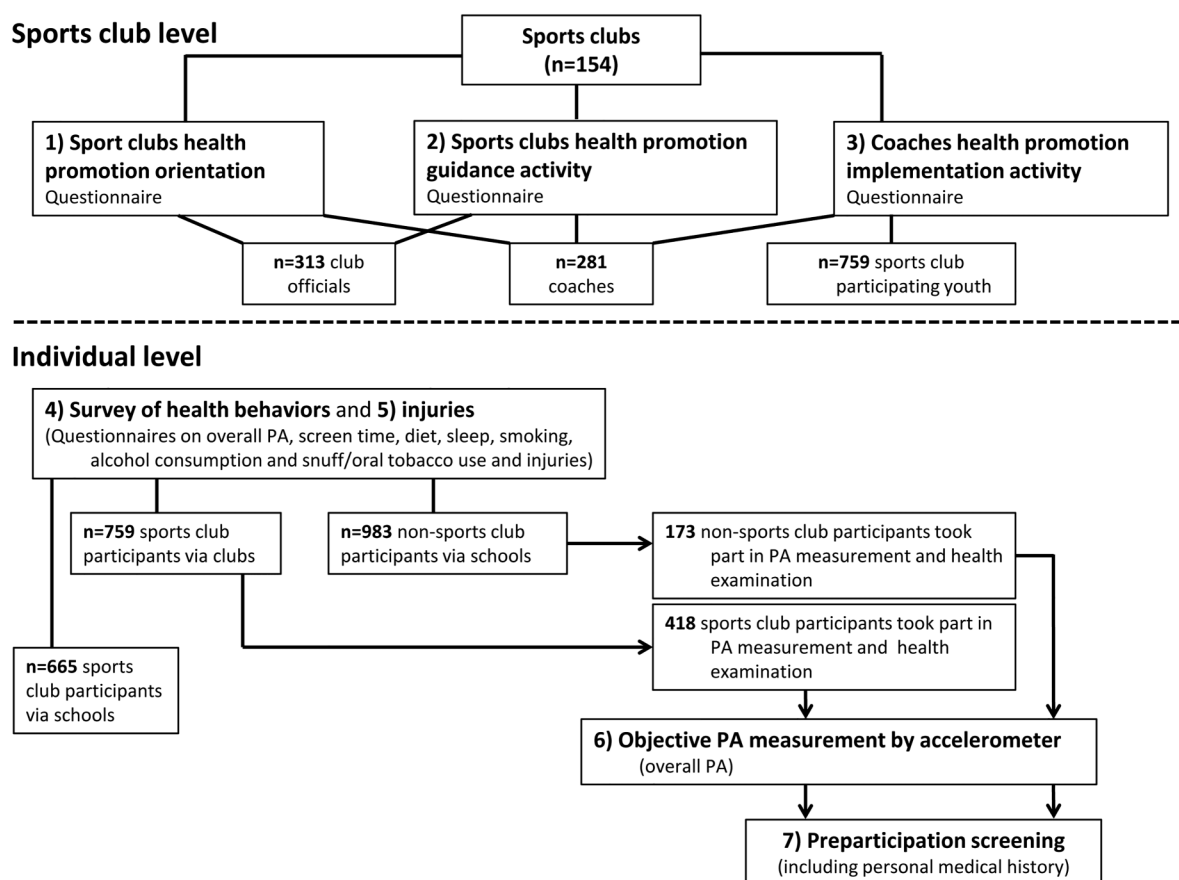 Sports club level
Sports clubs
(n=154)
1) Sport clubs health
promotion orientation
Questionnaire
2) Sports clubs health promotion
guidance activity
Questionnaire
3) Coaches health promotion
implementation activity
Questionnaire
n=313 club
officials
n=281
coaches
n=759 sports club
participating youth
Individual level
4) Survey of health behaviors and 5) injuries
(Questionnaires on overall PA, screen time, diet, sleep, smoking,
alcohol consumption and snuff/oral tobacco use and injuries)
n=759 sports club
participants via clubs
n=983 non-sports club
participants via schools
173 non-sports club participants took
part in PA measurement and health
examination
418 sports club participants took part in
PA measurement and health
examination
n=665 sports
club participants
via schools
6) Objective PA measurement by accelerometer
(overall PA)
7) Preparticipation screening
(including personal medical history)